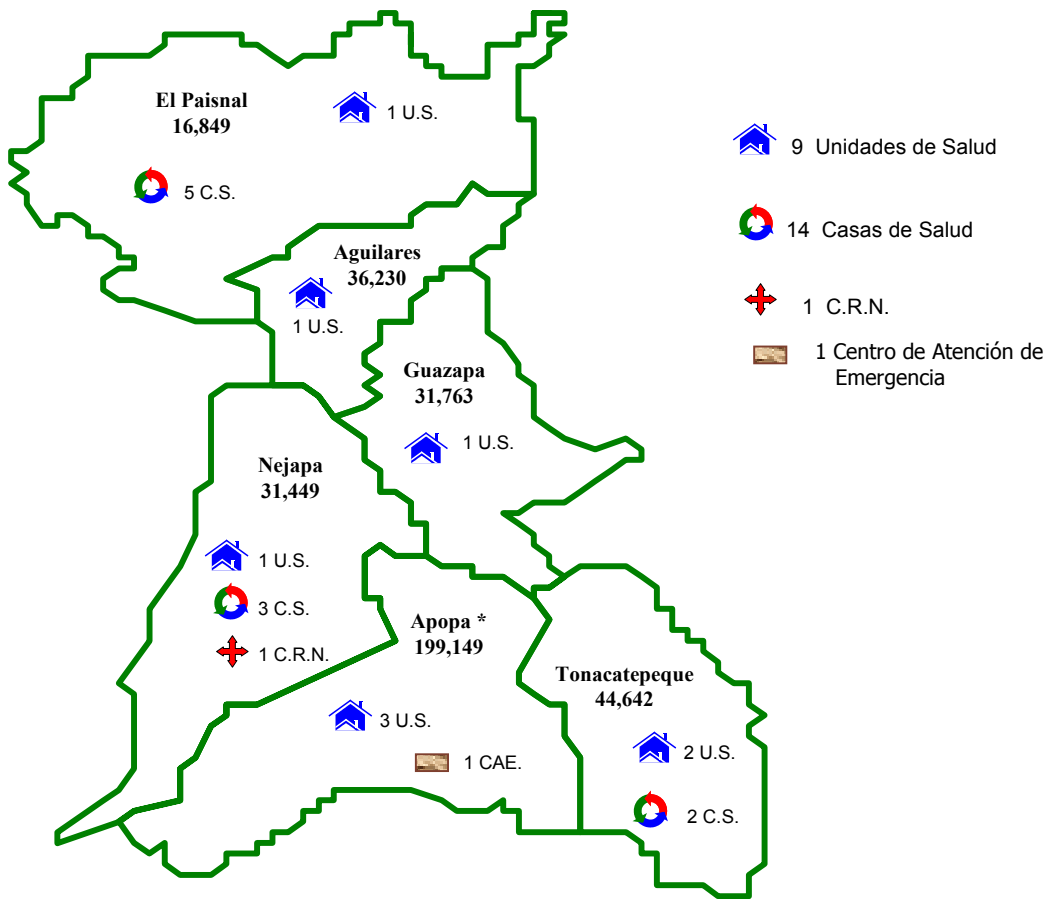 El Paisnal
16,849
1 U.S.
5 C.S.
Aguilares
36,230
1 U.S.
Guazapa
31,763
1 U.S.
Nejapa
31,449
1 U.S.
3 C.S.
1 C.R.N.
Apopa *
199,149
3 U.S.
1 CAE.
Tonacatepeque
44,642
2 U.S.
2 C.S.
9 Unidades de Salud
14 Casas de Salud
1 C.R.N.
1 Centro de Atención de
Emergencia